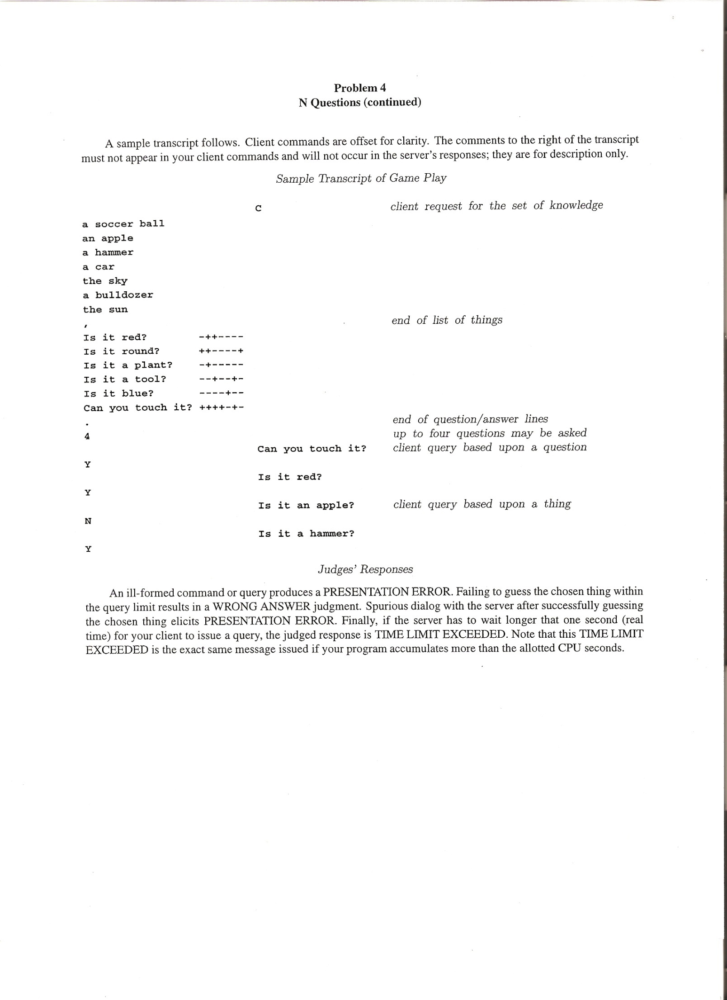 Problem 4
N Questions (continued)
A sample transcript follows. Client commands are offset for clarity. The comments to the right of the transcript
must not appear in your client commands and will not occur in the server's responses; they are for description only.
Sample Transcript of Game Play
C client request for the set of knowledge
a soccer ball
an apple
a hammer
a car
the sky
a bulldozer
the sun
end of list of things
,
Is it red? -++----
Is it round? ++----+
Is it a plant? -+-----
Is it a tool? --+--+-
Is it blue? ----+--
Can you touch it? ++++-+-
. end of question/answer lines
4 up to four questions may be asked
Can you touch it? client query based upon a question
Y
Is it red?
Y
Is it an apple? client query based upon a thing
N
Is it a hammer?
Y
Judges' Responses
An ill-formed command or query produces a PRESENTATION ERROR. Failing to guess the chosen thing within
the query limit results in a WRONG ANSWER judgment. Spurious dialog with the server after successfully guessing
the chosen thing elicits PRESENTATION ERROR. Finally, if the server has to wait longer that one second (real
time) for your client to issue a query, the judged response is TIME LIMIT EXCEEDED. Note that this TIME LIMIT
EXCEEDED is the exact same message issued if your program accumulates more than the allotted CPU seconds.